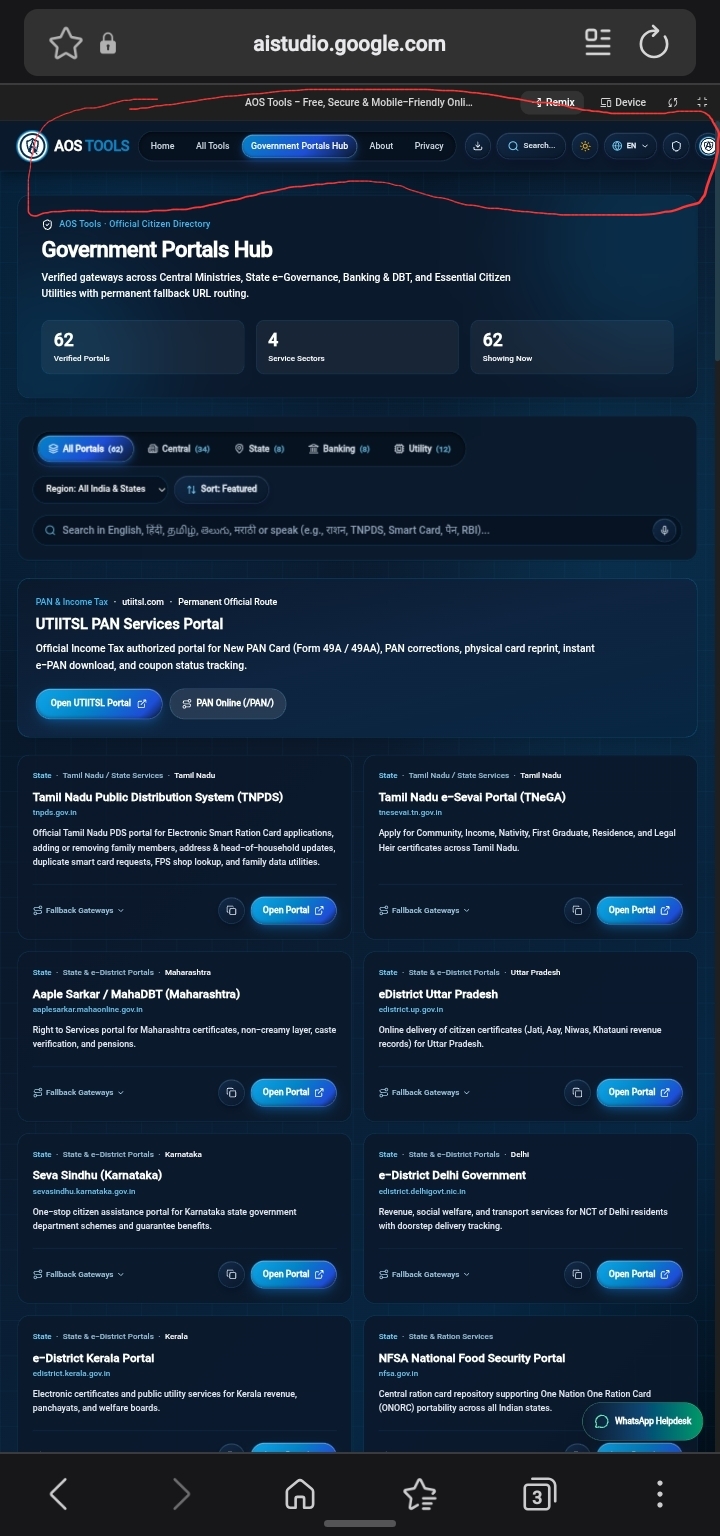 aistudio.google.com
AOS Tools – Free, Secure & Mobile-Friendly Onli...
Remix
Device
AOS TOOLS
Home
All Tools
Government Portals Hub
About
Privacy
Search...
EN
AOS Tools · Official Citizen Directory
Government Portals Hub
Verified gateways across Central Ministries, State e-Governance, Banking & DBT, and Essential Citizen
Utilities with permanent fallback URL routing.
62
Verified Portals
4
Service Sectors
62
Showing Now
All Portals (62)
Central (34)
State (8)
Banking (8)
Utility (12)
Region: All India & States
Sort: Featured
Search in English, हिंदी, தமிழ், తెలుగు, मराठी or speak (e.g., राशन, TNPDS, Smart Card, पैन, RBI)...
PAN & Income Tax · utiitsl.com · Permanent Official Route
UTIITSL PAN Services Portal
Official Income Tax authorized portal for New PAN Card (Form 49A / 49AA), PAN corrections, physical card reprint, instant
e-PAN download, and coupon status tracking.
Open UTIITSL Portal
PAN Online (/PAN/)
State · Tamil Nadu / State Services · Tamil Nadu
Tamil Nadu Public Distribution System (TNPDS)
tnpds.gov.in
Official Tamil Nadu PDS portal for Electronic Smart Ration Card applications,
adding or removing family members, address & head-of-household updates,
duplicate smart card requests, FPS shop lookup, and family data utilities.
Fallback Gateways
Open Portal
State · Tamil Nadu / State Services · Tamil Nadu
Tamil Nadu e-Sevai Portal (TNeGA)
tnesevai.tn.gov.in
Apply for Community, Income, Nativity, First Graduate, Residence, and Legal
Heir certificates across Tamil Nadu.
Fallback Gateways
Open Portal
State · State & e-District Portals · Maharashtra
Aaple Sarkar / MahaDBT (Maharashtra)
aaplesarkar.mahaonline.gov.in
Right to Services portal for Maharashtra certificates, non-creamy layer, caste
verification, and pensions.
Fallback Gateways
Open Portal
State · State & e-District Portals · Uttar Pradesh
eDistrict Uttar Pradesh
edistrict.up.gov.in
Online delivery of citizen certificates (Jati, Aay, Niwas, Khatauni revenue
records) for Uttar Pradesh.
Fallback Gateways
Open Portal
State · State & e-District Portals · Karnataka
Seva Sindhu (Karnataka)
sevasindhu.karnataka.gov.in
One-stop citizen assistance portal for Karnataka state government
department schemes and guarantee benefits.
Fallback Gateways
Open Portal
State · State & e-District Portals · Delhi
e-District Delhi Government
edistrict.delhigovt.nic.in
Revenue, social welfare, and transport services for NCT of Delhi residents
with doorstep delivery tracking.
Fallback Gateways
Open Portal
State · State & e-District Portals · Kerala
e-District Kerala Portal
edistrict.kerala.gov.in
Electronic certificates and public utility services for Kerala revenue,
panchayats, and welfare boards.
State · State & Ration Services
NFSA National Food Security Portal
nfsa.gov.in
Central ration card repository supporting One Nation One Ration Card
(ONORC) portability across all Indian states.
WhatsApp Helpdesk
3